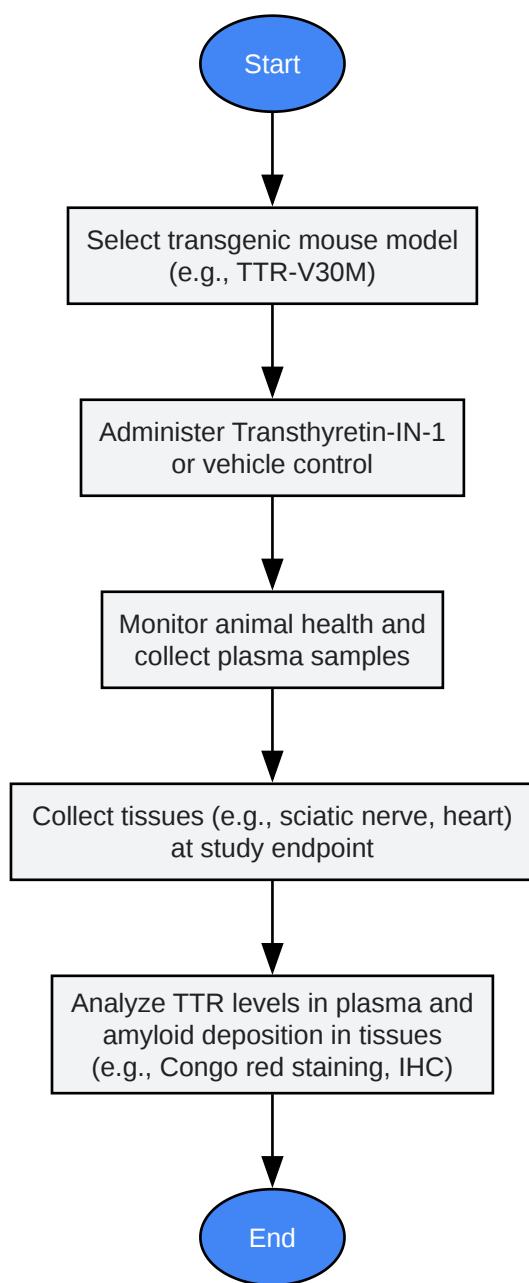 Start
Select transgenic mouse model
(e.g., TTR-V30M)
Administer Transthyretin-IN-1
or vehicle control
Monitor animal health and
collect plasma samples
Collect tissues (e.g., sciatic nerve, heart)
at study endpoint
Analyze TTR levels in plasma and
amyloid deposition in tissues
(e.g., Congo red staining, IHC)
End